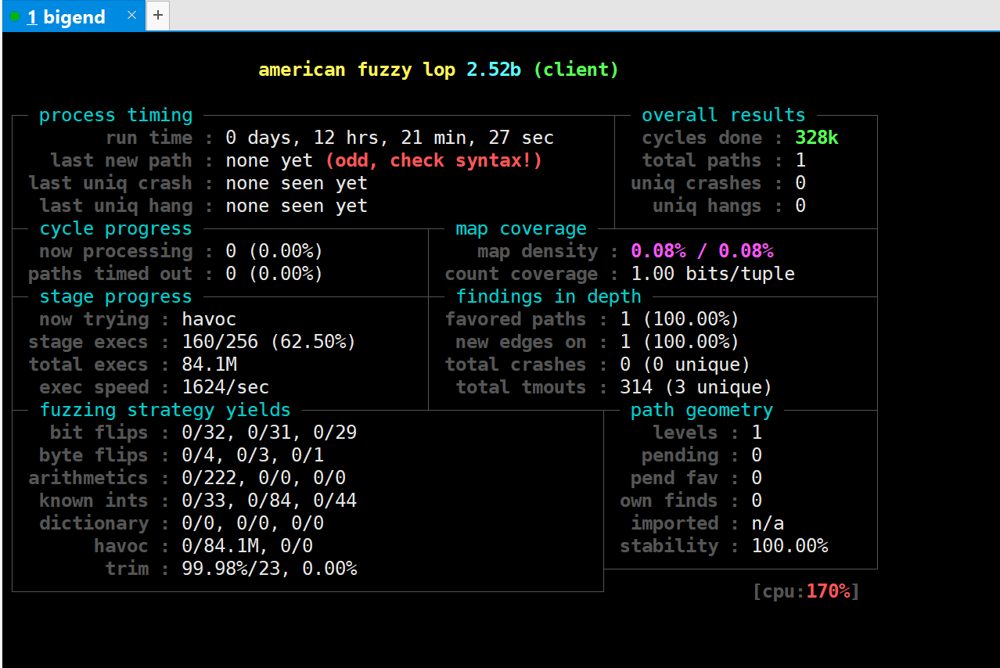 1 bigend × +
american fuzzy lop 2.52b (client)
process timing overall results
run time : 0 days, 12 hrs, 21 min, 27 sec cycles done : 328k
last new path : none yet (odd, check syntax!) total paths : 1
last uniq crash : none seen yet uniq crashes : 0
last uniq hang : none seen yet uniq hangs : 0
cycle progress map coverage
now processing : 0 (0.00%) map density : 0.08% / 0.08%
paths timed out : 0 (0.00%) count coverage : 1.00 bits/tuple
stage progress findings in depth
now trying : havoc favored paths : 1 (100.00%)
stage execs : 160/256 (62.50%) new edges on : 1 (100.00%)
total execs : 84.1M total crashes : 0 (0 unique)
exec speed : 1624/sec total tmouts : 314 (3 unique)
fuzzing strategy yields path geometry
bit flips : 0/32, 0/31, 0/29 levels : 1
byte flips : 0/4, 0/3, 0/1 pending : 0
arithmetics : 0/222, 0/0, 0/0 pend fav : 0
known ints : 0/33, 0/84, 0/44 own finds : 0
dictionary : 0/0, 0/0, 0/0 imported : n/a
havoc : 0/84.1M, 0/0 stability : 100.00%
trim : 99.98%/23, 0.00%
[cpu:170%]